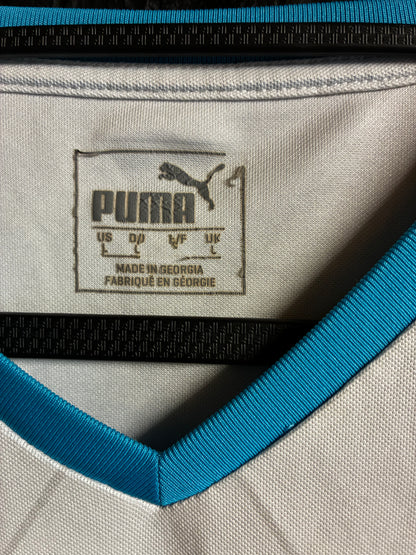 PUMA
US D/I E/F UK
L L L L
MADE IN GEORGIA
FABRIQUÉ EN GÉORGIE